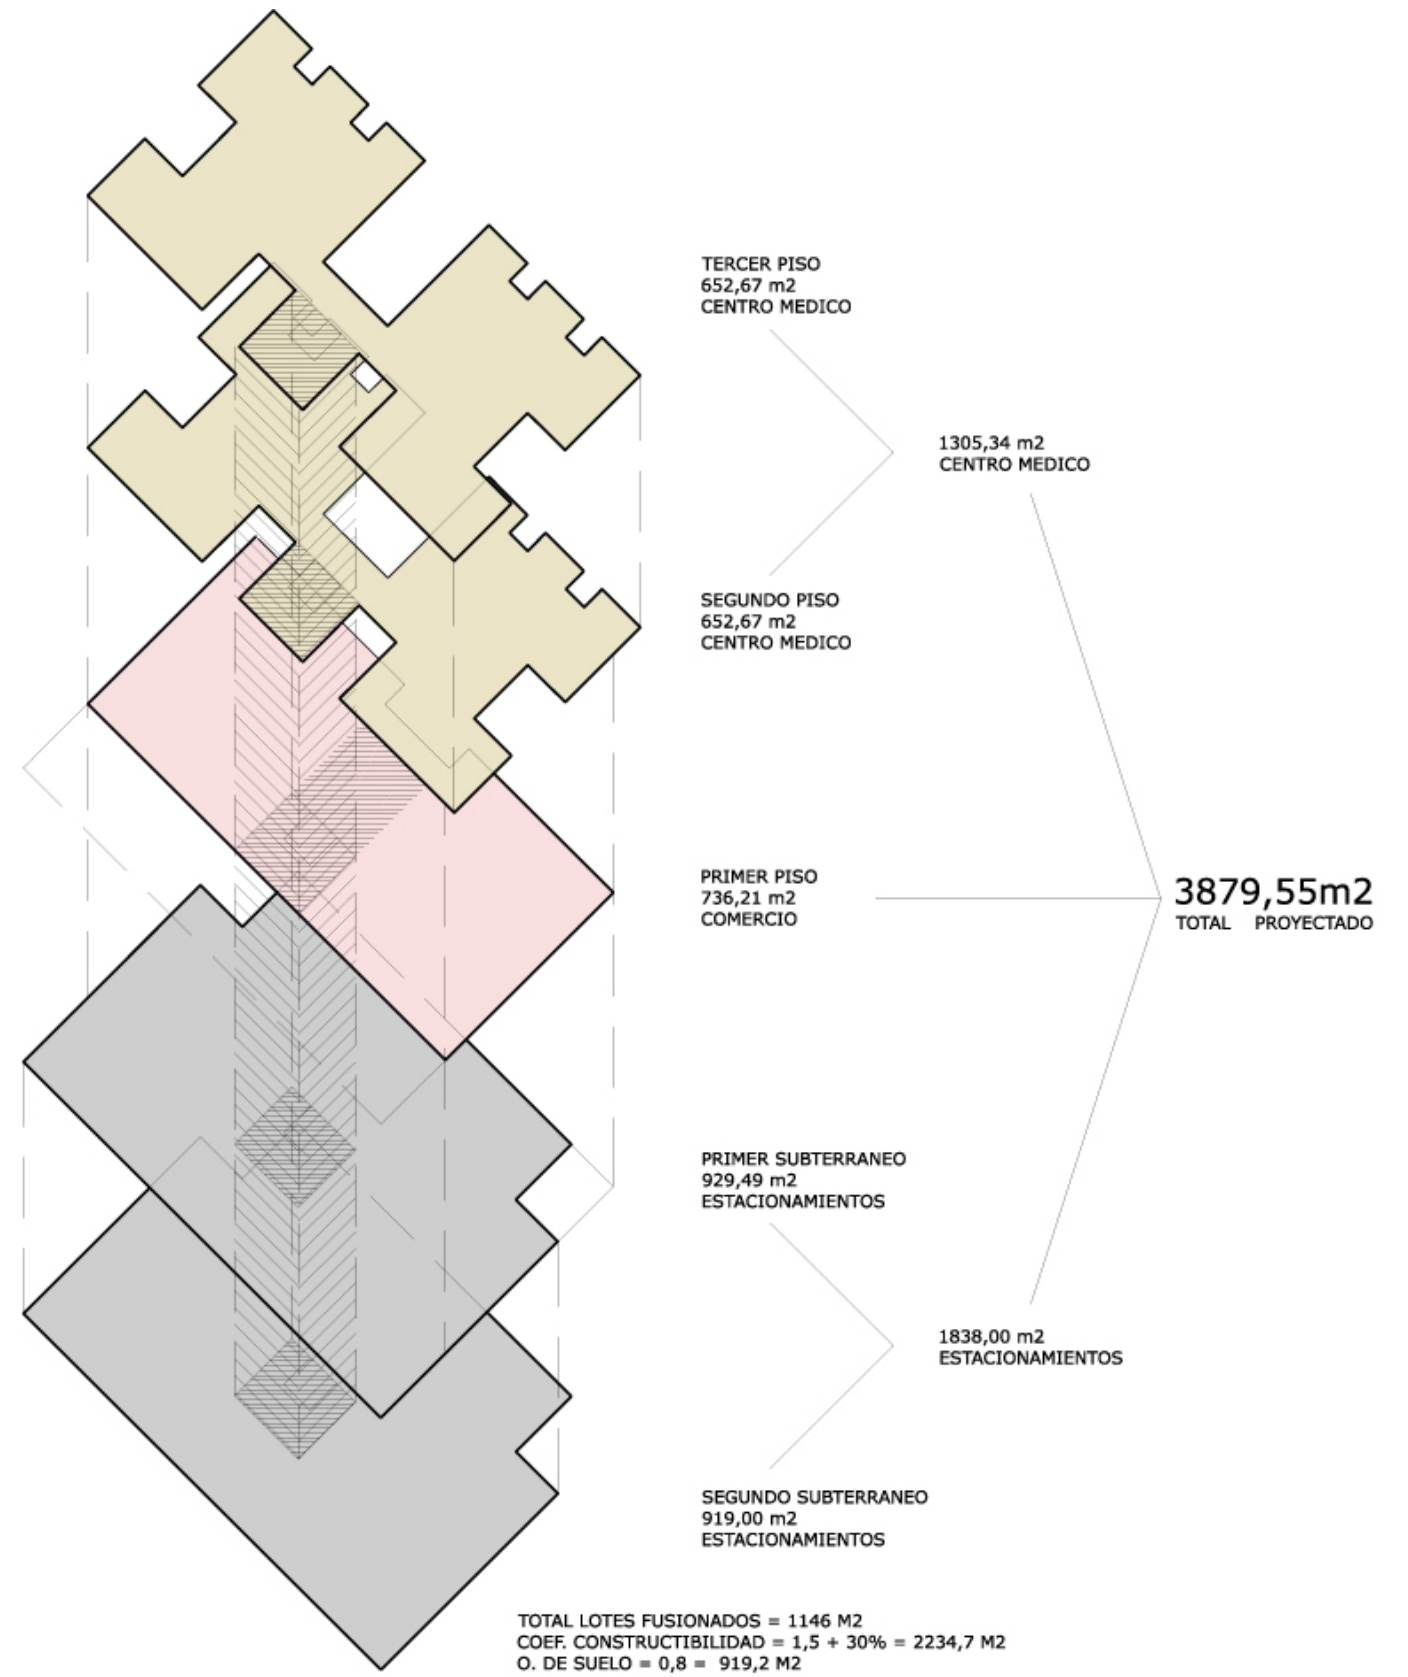 TERCER PISO
652,67 m2
CENTRO MEDICO
1305,34 m2
CENTRO MEDICO
SEGUNDO PISO
652,67 m2
CENTRO MEDICO
PRIMER PISO
736,21 m2
COMERCIO
3879,55m2
TOTAL PROYECTADO
PRIMER SUBTERRANEO
929,49 m2
ESTACIONAMIENTOS
1838,00 m2
ESTACIONAMIENTOS
SEGUNDO SUBTERRANEO
919,00 m2
ESTACIONAMIENTOS
TOTAL LOTES FUSIONADOS = 1146 M2
COEF. CONSTRUCTIBILIDAD = 1,5 + 30% = 2234,7 M2
O. DE SUELO = 0,8 = 919,2 M2